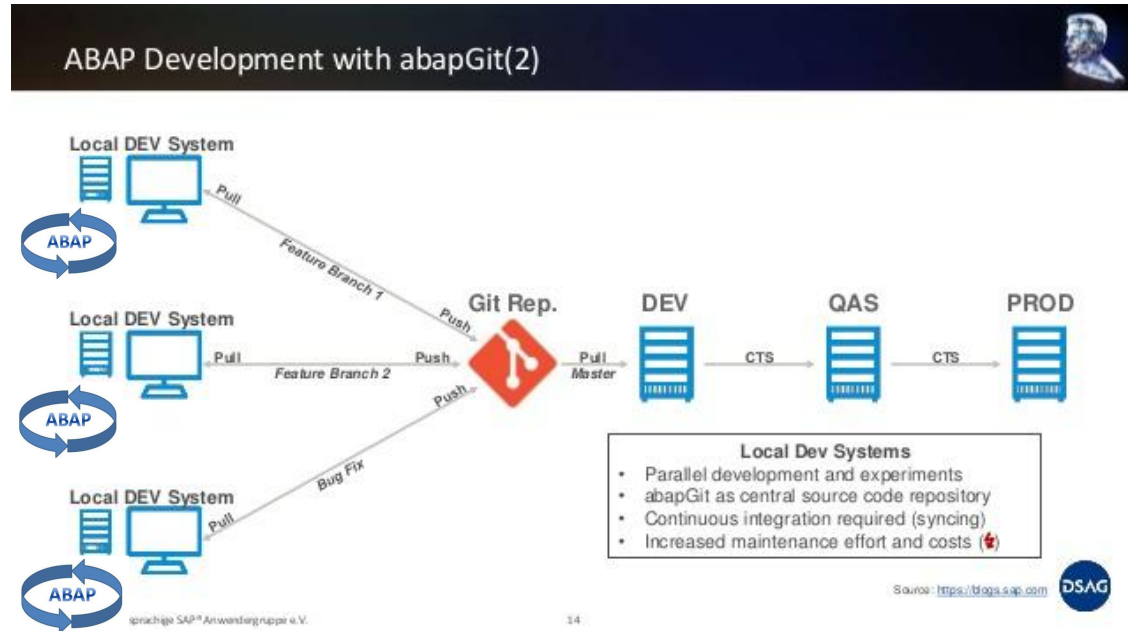 ABAP Development with abapGit(2)
Local DEV System
ABAP
Pull
Feature Branch 1
Push
Local DEV System
ABAP
Pull
Feature Branch 2
Push
Local DEV System
ABAP
Pull
Bug Fix
Push
Git Rep.
Pull
Master
DEV
CTS
QAS
CTS
PROD
Local Dev Systems
• Parallel development and experiments
• abapGit as central source code repository
• Continuous integration required (syncing)
• Increased maintenance effort and costs ()
Source: https://blogs.sap.com
DSAG
sprachige SAP® Anwendergruppe e.V.
14